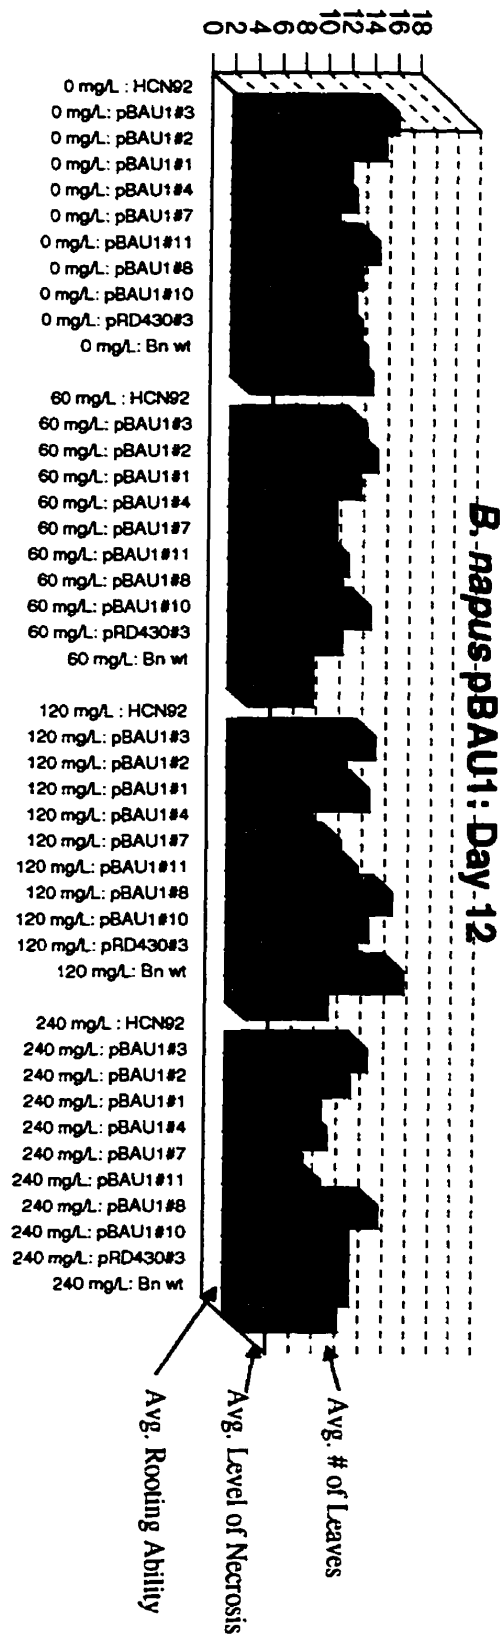 B. napus pBAU1: Day 12
18
16
14
12
10
8
6
4
2
0
0 mg/L : HCN92
0 mg/L: pBAU1#3
0 mg/L: pBAU1#2
0 mg/L: pBAU1#1
0 mg/L: pBAU1#4
0 mg/L: pBAU1#7
0 mg/L: pBAU1#11
0 mg/L: pBAU1#8
0 mg/L: pBAU1#10
0 mg/L: pRD430#3
0 mg/L: Bn wt
60 mg/L : HCN92
60 mg/L: pBAU1#3
60 mg/L: pBAU1#2
60 mg/L: pBAU1#1
60 mg/L: pBAU1#4
60 mg/L: pBAU1#7
60 mg/L: pBAU1#11
60 mg/L: pBAU1#8
60 mg/L: pBAU1#10
60 mg/L: pRD430#3
60 mg/L: Bn wt
120 mg/L : HCN92
120 mg/L: pBAU1#3
120 mg/L: pBAU1#2
120 mg/L: pBAU1#1
120 mg/L: pBAU1#4
120 mg/L: pBAU1#7
120 mg/L: pBAU1#11
120 mg/L: pBAU1#8
120 mg/L: pBAU1#10
120 mg/L: pRD430#3
120 mg/L: Bn wt
240 mg/L : HCN92
240 mg/L: pBAU1#3
240 mg/L: pBAU1#2
240 mg/L: pBAU1#1
240 mg/L: pBAU1#4
240 mg/L: pBAU1#7
240 mg/L: pBAU1#11
240 mg/L: pBAU1#8
240 mg/L: pBAU1#10
240 mg/L: pRD430#3
240 mg/L: Bn wt
Avg. # of Leaves
Avg. Level of Necrosis
Avg. Rooting Ability